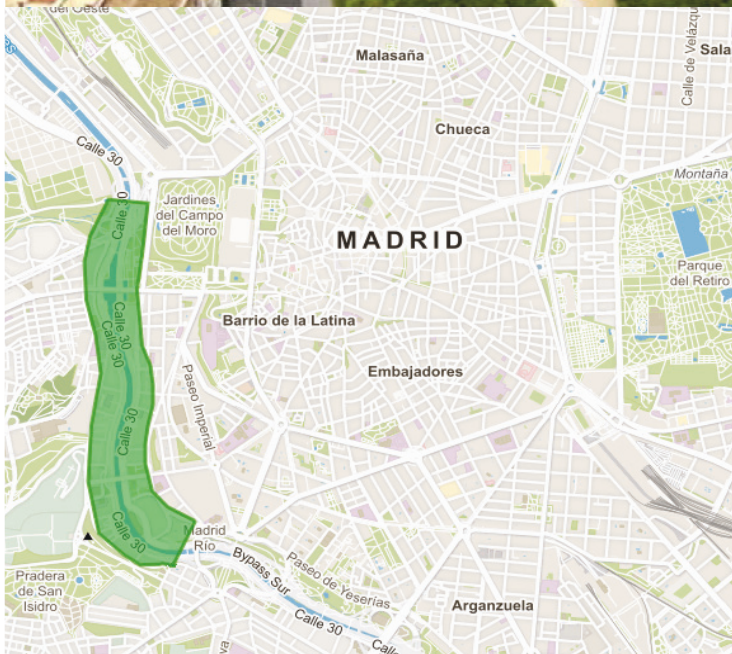 del Oeste
Malasaña
Calle de Velázqu
Sala
Chueca
Calle 30
Montaña
Calle 30
Jardines
del Campo
del Moro
MADRID
Parque
del Retiro
Calle 30
Calle 30
Barrio de la Latina
Embajadores
Paseo Imperial
Calle 30
Calle 30
Madrid
Río
Bypass Sur
Paseo de Yeserías
Pradera
de San
Isidro
Arganzuela
Calle 30
Calle